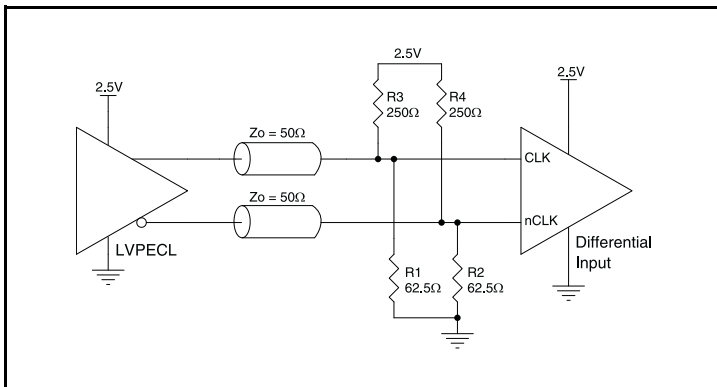 2.5V
2.5V
2.5V
R3
250Ω
R4
250Ω
Zo = 50Ω
CLK
Zo = 50Ω
nCLK
LVPECL
Differential
Input
R1
62.5Ω
R2
62.5Ω